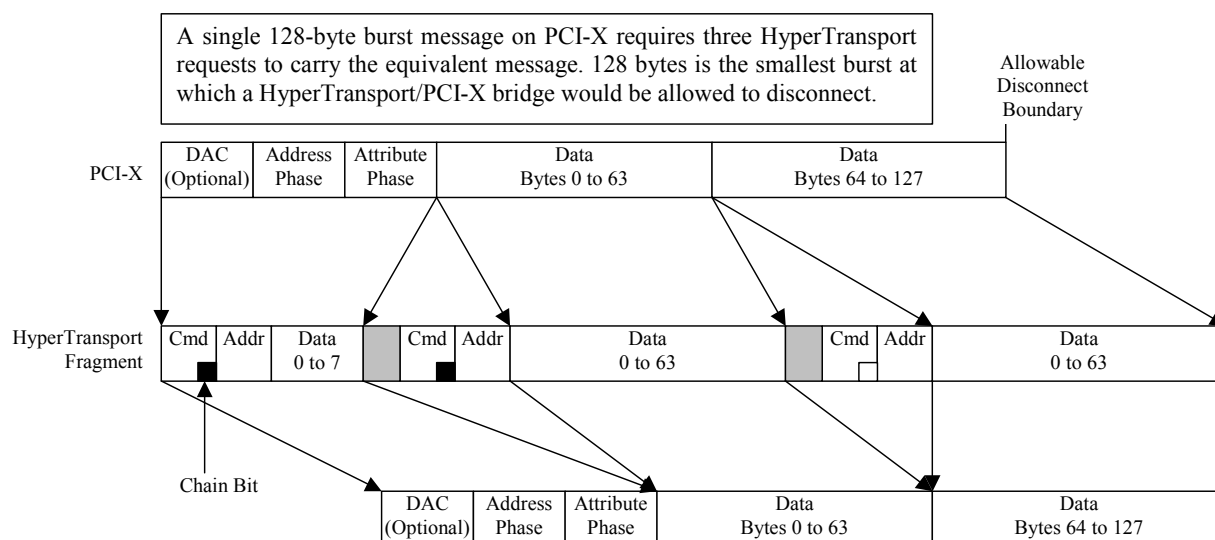 A single 128-byte burst message on PCI-X requires three HyperTransport
requests to carry the equivalent message. 128 bytes is the smallest burst at
which a HyperTransport/PCI-X bridge would be allowed to disconnect.
Allowable
Disconnect
Boundary
PCI-X
DAC
(Optional)
Address
Phase
Attribute
Phase
Data
Bytes 0 to 63
Data
Bytes 64 to 127
HyperTransport
Fragment
Cmd
Addr
Data
0 to 7
Cmd
Addr
Data
0 to 63
Cmd
Addr
Data
0 to 63
Chain Bit
DAC
(Optional)
Address
Phase
Attribute
Phase
Data
Bytes 0 to 63
Data
Bytes 64 to 127